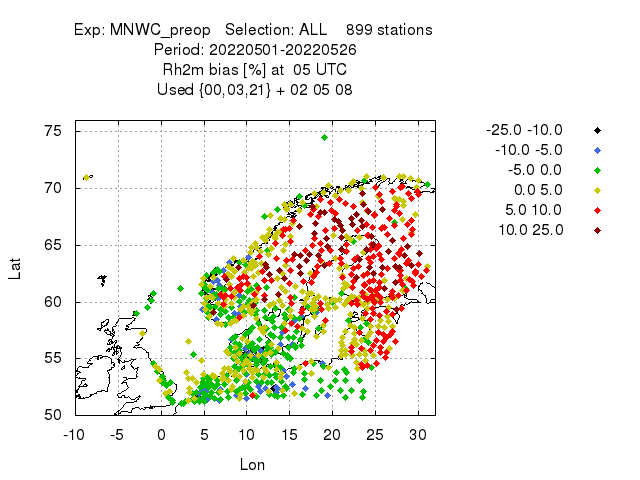 Exp: MNWC_preop Selection: ALL 899 stations
Period: 20220501-20220526
Rh2m bias [%] at 05 UTC
Used {00,03,21} + 02 05 08
-25.0 -10.0
-10.0 -5.0
-5.0 0.0
0.0 5.0
5.0 10.0
10.0 25.0
75
70
65
60
55
50
Lat
-10 -5 0 5 10 15 20 25 30
Lon